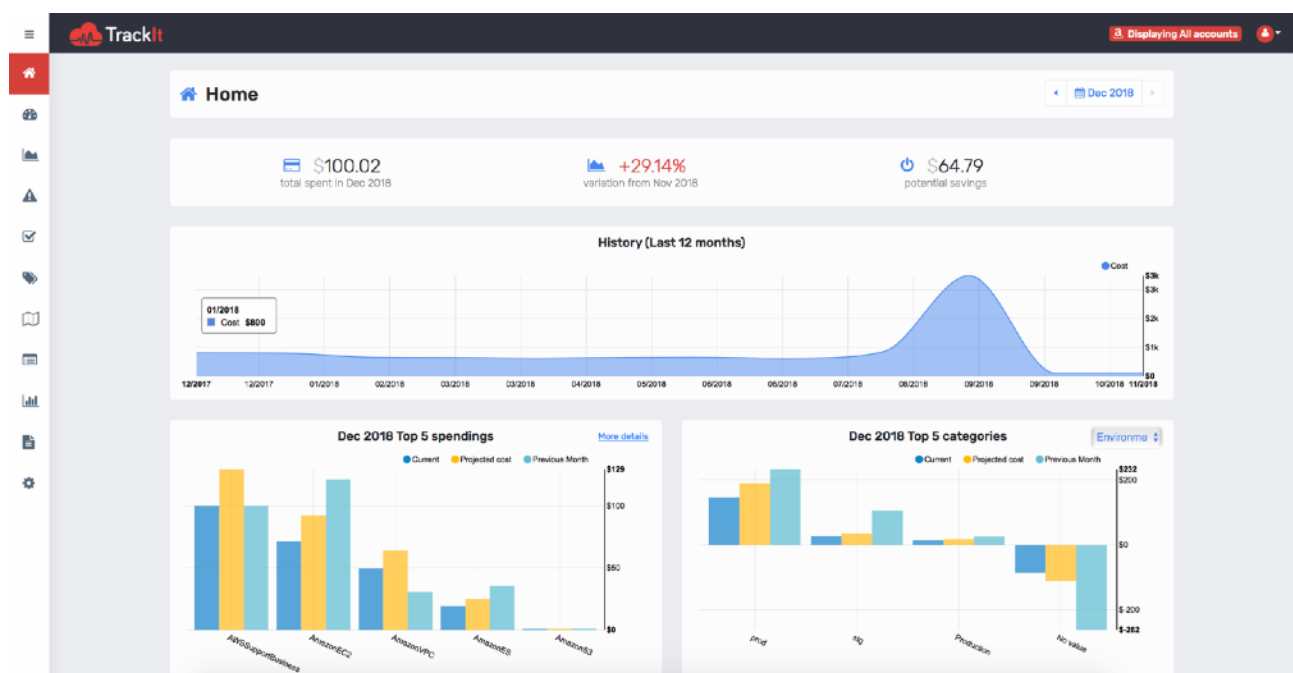 TrackIt
Displaying All accounts
Home
Dec 2018
$100.02
total spent in Dec 2018
+29.14%
variation from Nov 2018
$64.79
potential savings
History (Last 12 months)
Cost
$3k
$3k
$2k
$1k
$0
01/2018
Cost $800
12/2017 12/2017 01/2018 02/2018 03/2018 03/2018 04/2018 05/2018 06/2018 06/2018 07/2018 08/2018 09/2018 09/2018 10/2018 11/2018
Dec 2018 Top 5 spendings
More details
Current Projected cost Previous Month
$129
$100
$50
$0
AWSSupportBusiness
AmazonEC2
AmazonVPC
AmazonES
AmazonS3
Dec 2018 Top 5 categories
Environme
Current Projected cost Previous Month
$232
$200
$0
$-200
$-262
prod
stg
Production
No value